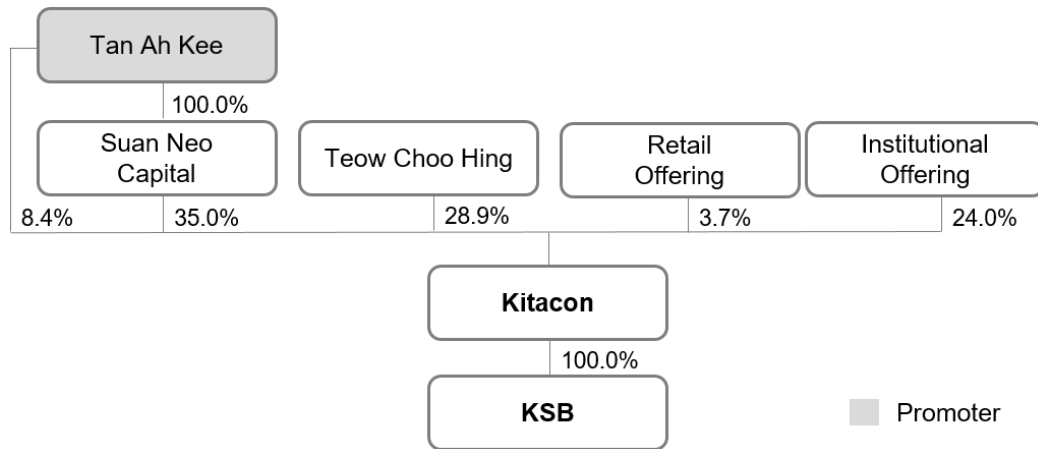 Tan Ah Kee
100.0%
Suan Neo
Capital
Teow Choo Hing
Retail
Offering
Institutional
Offering
8.4%
35.0%
28.9%
3.7%
24.0%
Kitacon
100.0%
KSB
Promoter